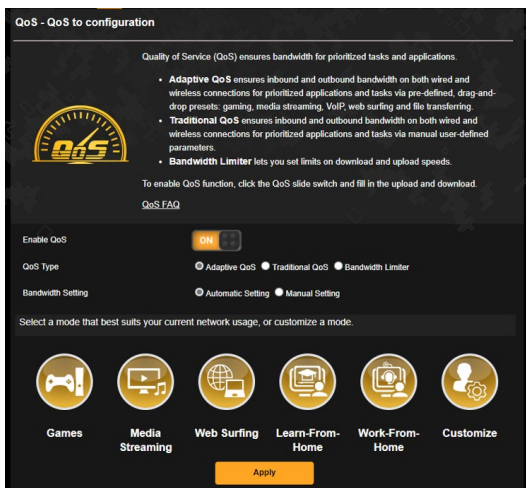 QoS - QoS to configuration
Quality of Service (QoS) ensures bandwidth for prioritized tasks and applications.
• Adaptive QoS ensures inbound and outbound bandwidth on both wired and
wireless connections for prioritized applications and tasks via pre-defined, drag-and-
drop presets: gaming, media streaming, VoIP, web surfing and file transferring.
• Traditional QoS ensures inbound and outbound bandwidth on both wired and
wireless connections for prioritized applications and tasks via manual user-defined
parameters.
• Bandwidth Limiter lets you set limits on download and upload speeds.
QoS
To enable QoS function, click the QoS slide switch and fill in the upload and download.
QoS FAQ
Enable QoS ON
QoS Type Adaptive QoS Traditional QoS Bandwidth Limiter
Bandwidth Setting Automatic Setting Manual Setting
Select a mode that best suits your current network usage, or customize a mode.
Games Media Web Surfing Learn-From- Work-From- Customize
Streaming Home Home
Apply